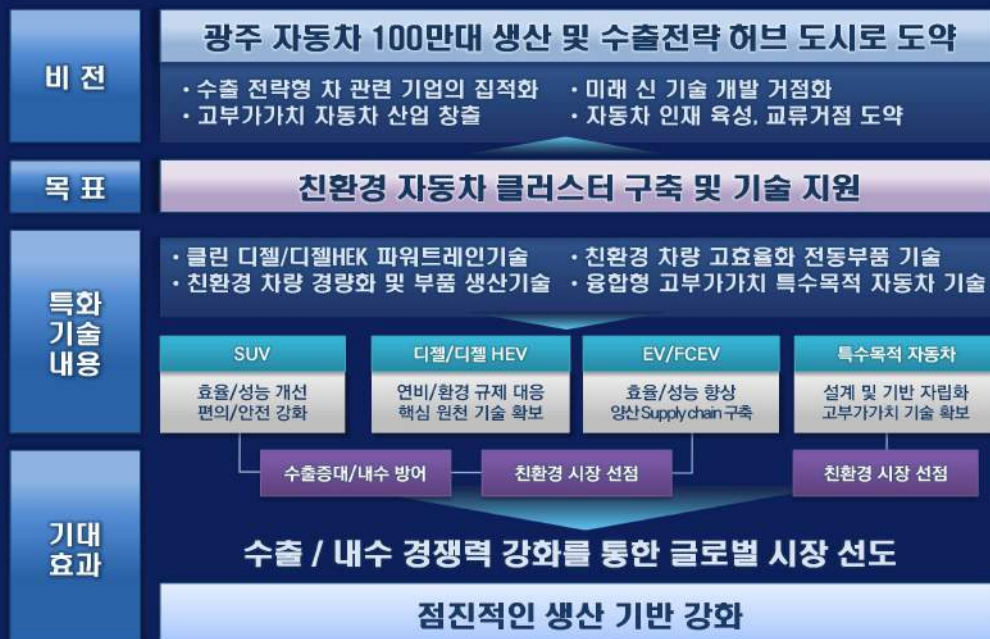 비 전
광주 자동차 100만대 생산 및 수출전략 허브 도시로 도약
· 수출 전략형 차 관련 기업의 집적화
· 미래 신 기술 개발 거점화
· 고부가가치 자동차 산업 창출
· 자동차 인재 육성, 교류거점 도약
목 표
친환경 자동차 클러스터 구축 및 기술 지원
특화
기술
내용
· 클린 디젤/디젤HEK 파워트레인기술
· 친환경 차량 고효율화 전동부품 기술
· 친환경 차량 경량화 및 부품 생산기술
· 융합형 고부가가치 특수목적 자동차 기술
SUV
효율/성능 개선
편의/안전 강화
디젤/디젤 HEV
연비/환경 규제 대응
핵심 원천 기술 확보
EV/FCEV
효율/성능 향상
양산 Supply chain 구축
특수목적 자동차
설계 및 기반 자립화
고부가가치 기술 확보
기대
효과
수출증대/내수 방어
친환경 시장 선점
친환경 시장 선점
수출 / 내수 경쟁력 강화를 통한 글로벌 시장 선도
점진적인 생산 기반 강화